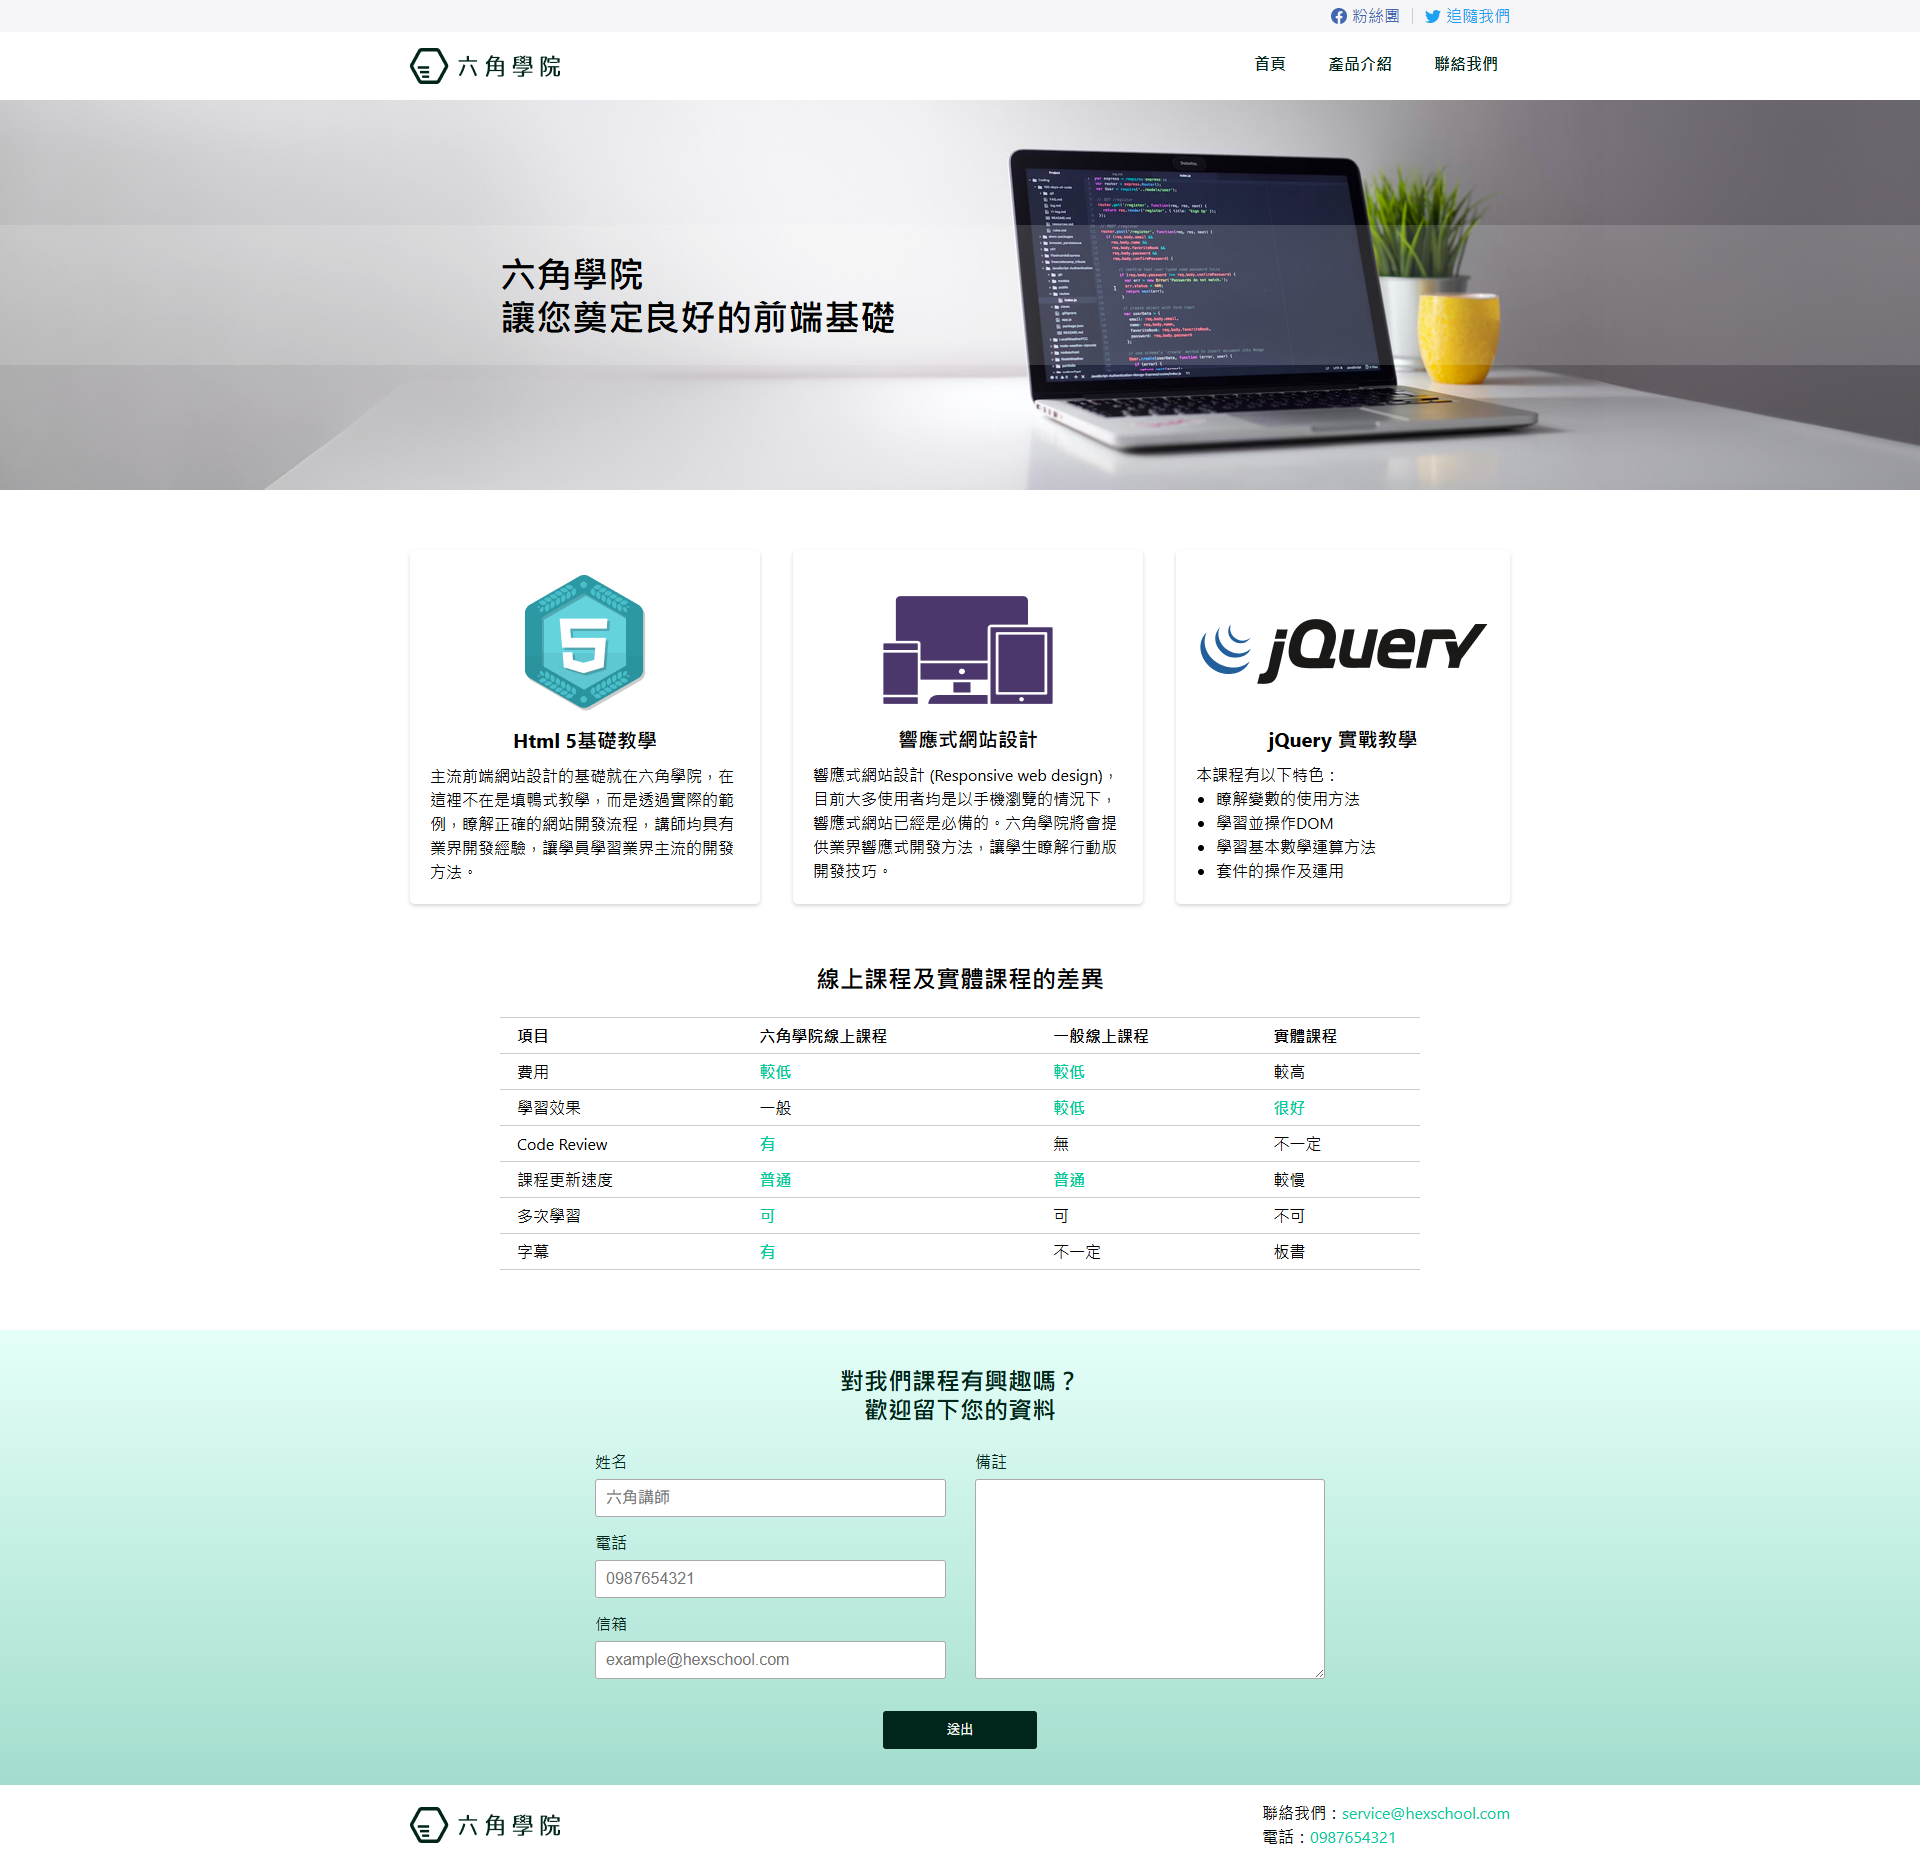 粉絲團
追隨我們
六角學院
首頁
產品介紹
聯絡我們
六角學院
讓您奠定良好的前端基礎
jQuery
Html 5基礎教學
主流前端網站設計的基礎就在六角學院，在
這裡不在是填鴨式教學，而是透過實際的範
例，瞭解正確的網站開發流程，講師均具有
業界開發經驗，讓學員學習業界主流的開發
方法。
響應式網站設計
響應式網站設計 (Responsive web design)，
目前大多使用者均是以手機瀏覽的情況下，
響應式網站已經是必備的。六角學院將會提
供業界響應式開發方法，讓學生瞭解行動版
開發技巧。
jQuery 實戰教學
本課程有以下特色：
瞭解變數的使用方法
學習並操作DOM
學習基本數學運算方法
套件的操作及運用
線上課程及實體課程的差異
項目 六角學院線上課程 一般線上課程 實體課程
費用 較低 較低 較高
學習效果 一般 較低 很好
Code Review 有 無 不一定
課程更新速度 普通 普通 較慢
多次學習 可 可 不可
字幕 有 不一定 板書
對我們課程有興趣嗎？
歡迎留下您的資料
姓名
六角講師
電話
0987654321
信箱
example@hexschool.com
備註
送出
六角學院
聯絡我們：service@hexschool.com
電話：0987654321